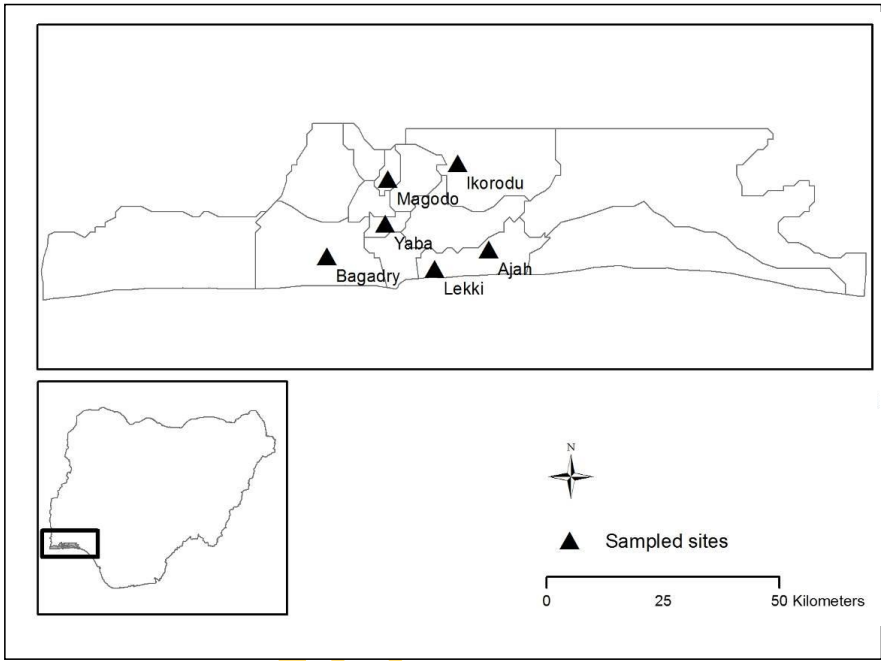 Ikorodu
Magodo
Yaba
Bagadry
Ajah
Lekki
N
Sampled sites
0 25 50 Kilometers